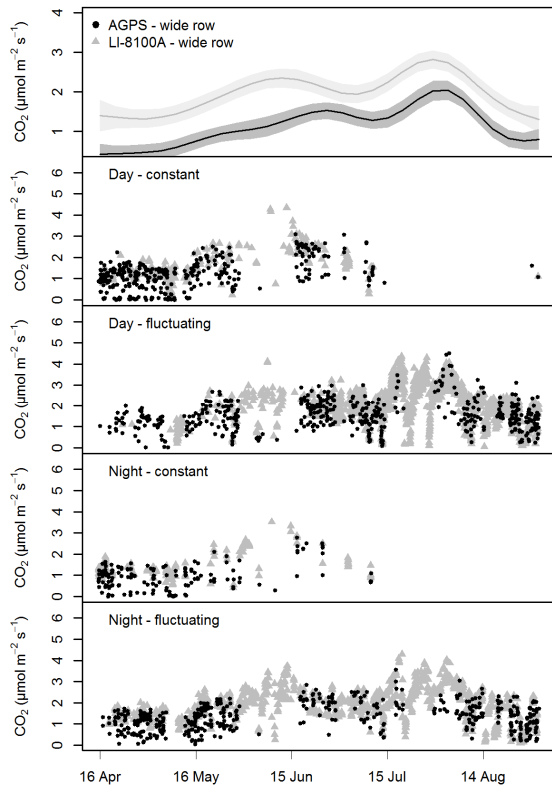 AGPS - wide row
LI-8100A - wide row
CO₂ (µmol m⁻² s⁻¹)
4
3
2
1
Day - constant
CO₂ (µmol m⁻² s⁻¹)
6
5
4
3
2
1
0
Day - fluctuating
CO₂ (µmol m⁻² s⁻¹)
6
5
4
3
2
1
0
Night - constant
CO₂ (µmol m⁻² s⁻¹)
6
5
4
3
2
1
0
Night - fluctuating
CO₂ (µmol m⁻² s⁻¹)
6
5
4
3
2
1
0
16 Apr 16 May 15 Jun 15 Jul 14 Aug